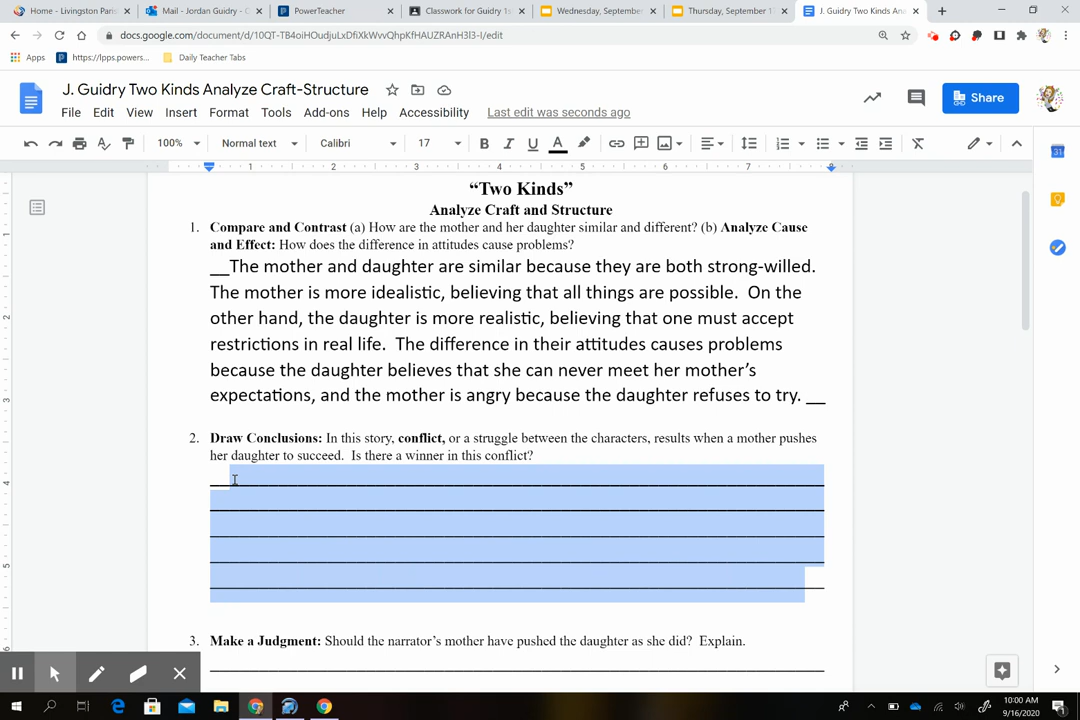 Home - Livingston Paris
Mail - Jordan Guidry - C
PowerTeacher
Classwork for Guidry 1s
Wednesday, September
Thursday, September 1
J. Guidry Two Kinds Ana
docs.google.com/document/d/10QT-TB4oiHOudjuLxDfiXkWvvQhpKfHAUZRAnH3I3-I/edit
Apps
https://lpps.powers...
Daily Teacher Tabs
J. Guidry Two Kinds Analyze Craft-Structure
File Edit View Insert Format Tools Add-ons Help Accessibility Last edit was seconds ago
Share
100% Normal text Calibri 17 B I U A
1 2 3 4 5 6 7 8
“Two Kinds”
Analyze Craft and Structure
1. Compare and Contrast (a) How are the mother and her daughter similar and different? (b) Analyze Cause
and Effect: How does the difference in attitudes cause problems?
__The mother and daughter are similar because they are both strong-willed.
The mother is more idealistic, believing that all things are possible. On the
other hand, the daughter is more realistic, believing that one must accept
restrictions in real life. The difference in their attitudes causes problems
because the daughter believes that she can never meet her mother’s
expectations, and the mother is angry because the daughter refuses to try. __
2. Draw Conclusions: In this story, conflict, or a struggle between the characters, results when a mother pushes
her daughter to succeed. Is there a winner in this conflict?
3. Make a Judgment: Should the narrator’s mother have pushed the daughter as she did? Explain.
10:00 AM
9/16/2020